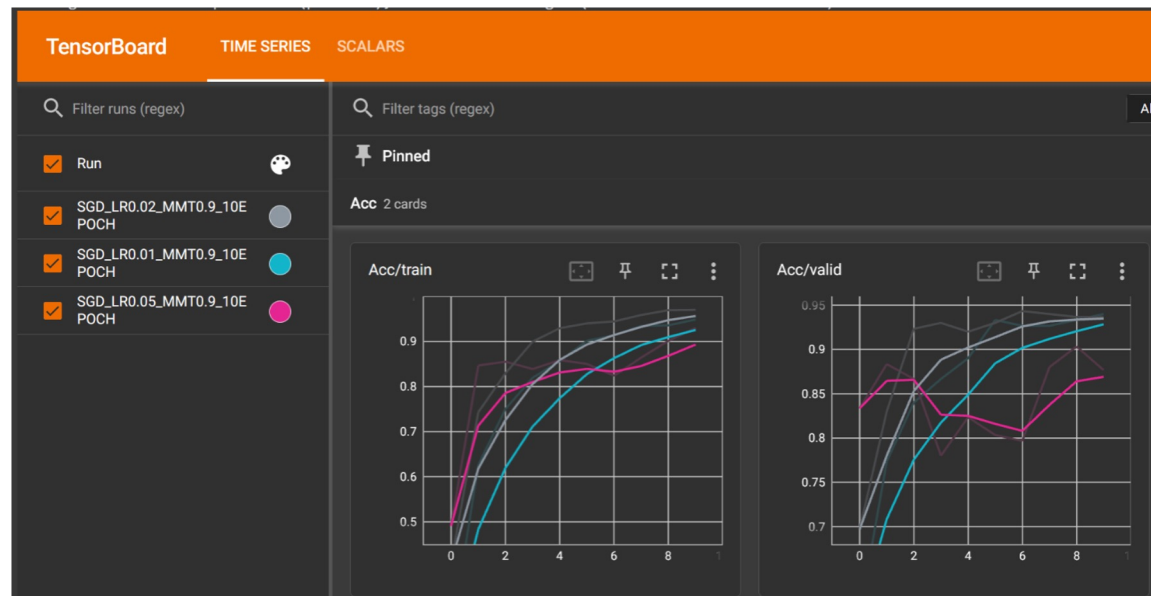 TensorBoard TIME SERIES SCALARS
Filter runs (regex)
Filter tags (regex)
Run
Pinned
SGD_LR0.02_MMT0.9_10E
POCH
Acc 2 cards
SGD_LR0.01_MMT0.9_10E
POCH
SGD_LR0.05_MMT0.9_10E
POCH
Acc/train
0.9
0.8
0.7
0.6
0.5
0 2 4 6 8 1
Acc/valid
0.95
0.9
0.85
0.8
0.75
0.7
0 2 4 6 8 1